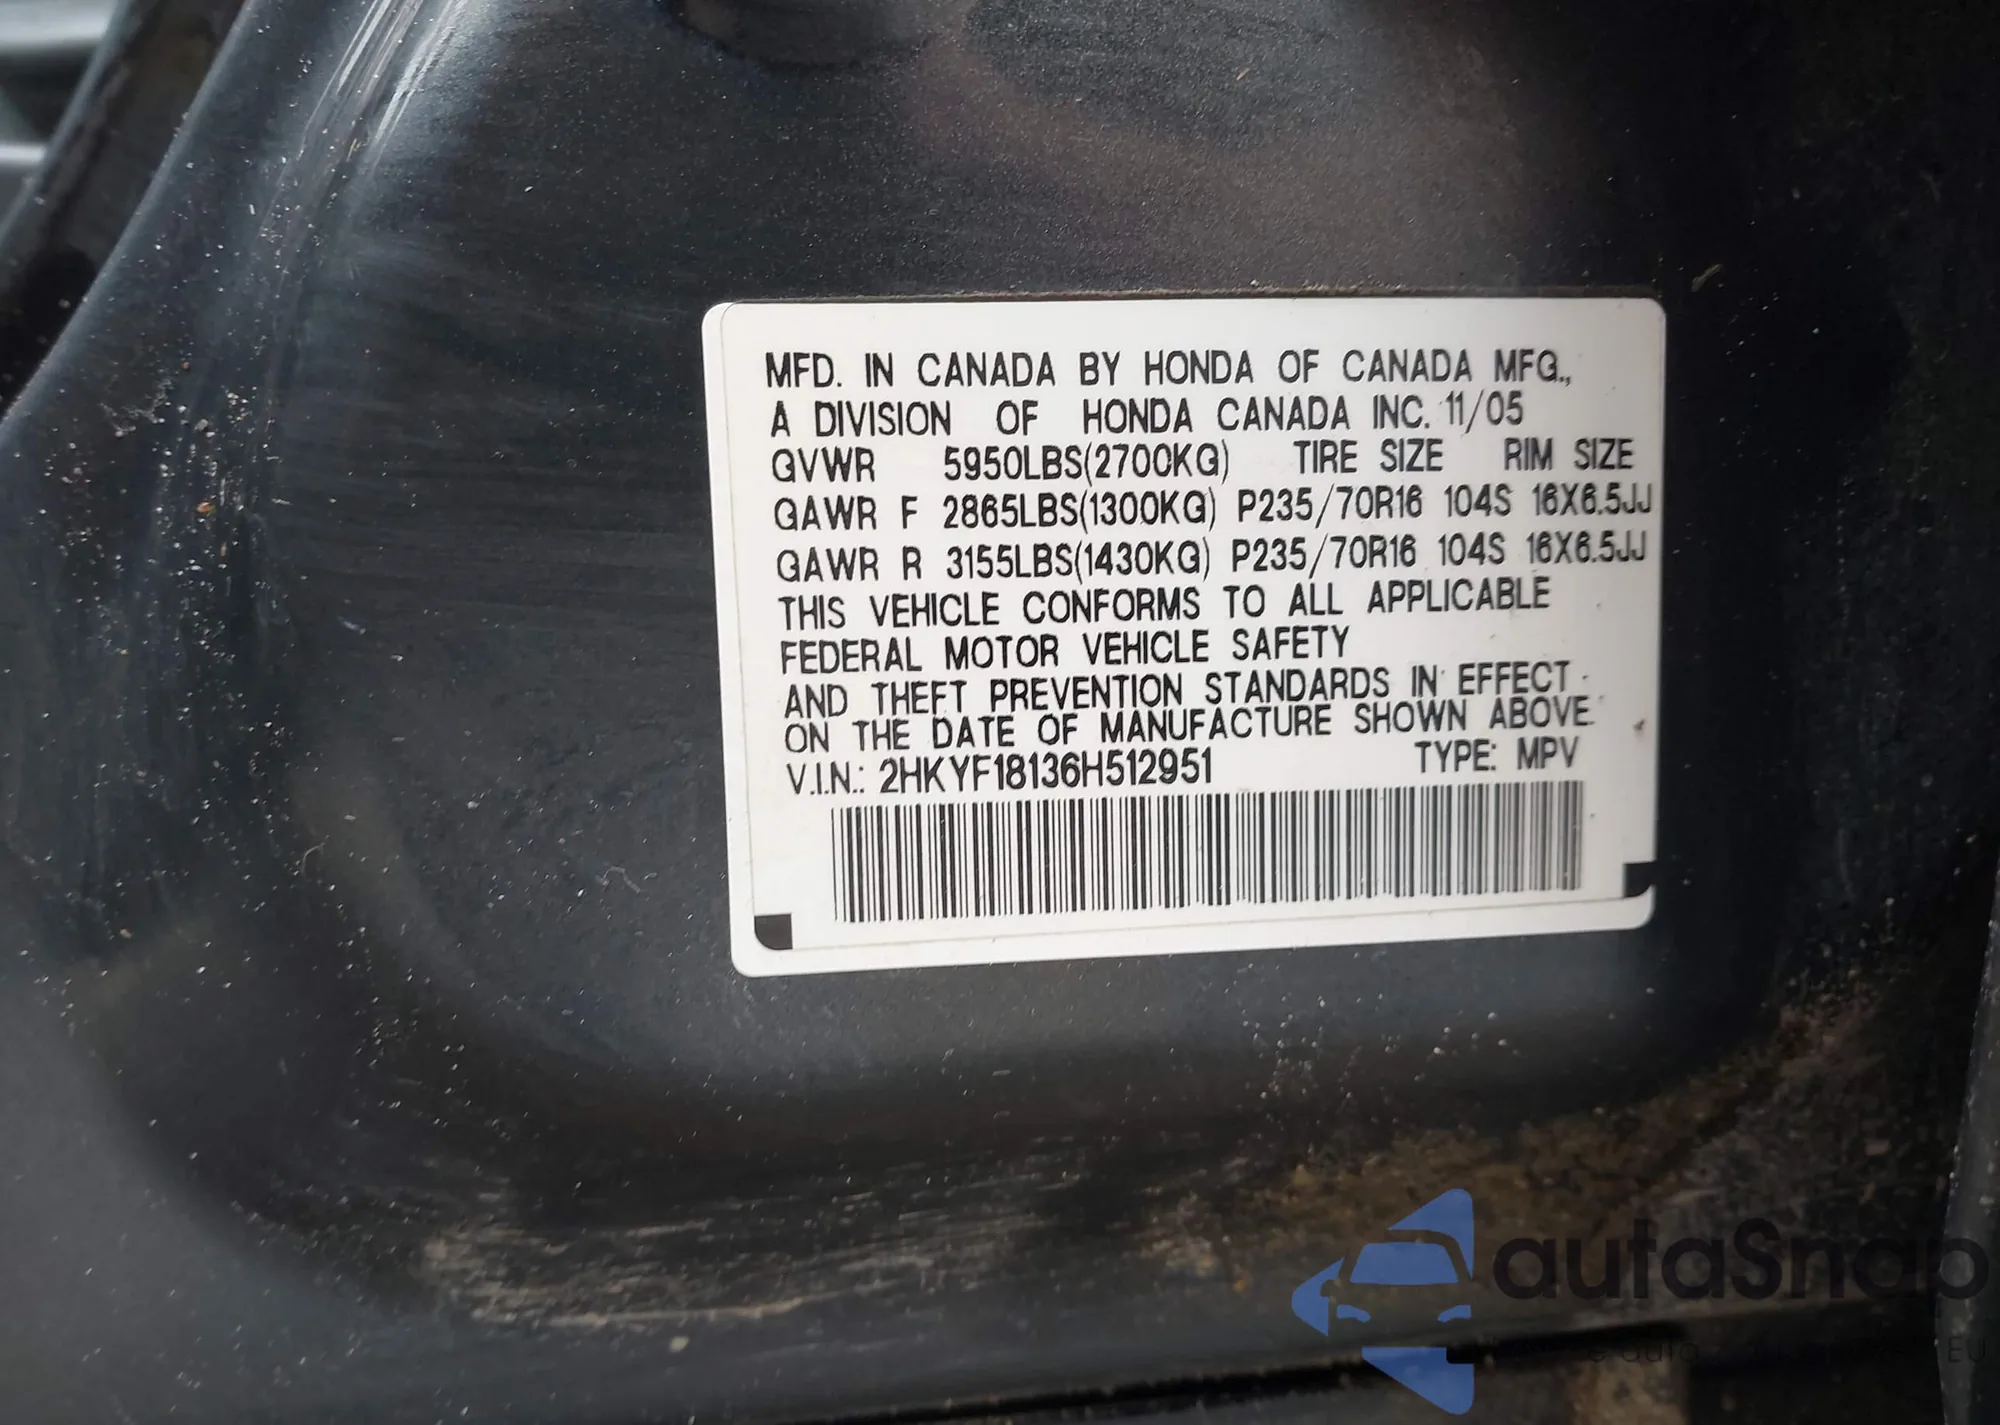 MFD. IN CANADA BY HONDA OF CANADA MFG.,
A DIVISION OF HONDA CANADA INC. 11/05
GVWR 5950LBS(2700KG) TIRE SIZE RIM SIZE
GAWR F 2865LBS(1300KG) P235/70R16 104S 16X6.5JJ
GAWR R 3155LBS(1430KG) P235/70R16 104S 16X6.5JJ
THIS VEHICLE CONFORMS TO ALL APPLICABLE
FEDERAL MOTOR VEHICLE SAFETY
AND THEFT PREVENTION STANDARDS IN EFFECT
ON THE DATE OF MANUFACTURE SHOWN ABOVE.
V.I.N.: 2HKYF18136H512951 TYPE: MPV
autaSnap
EU